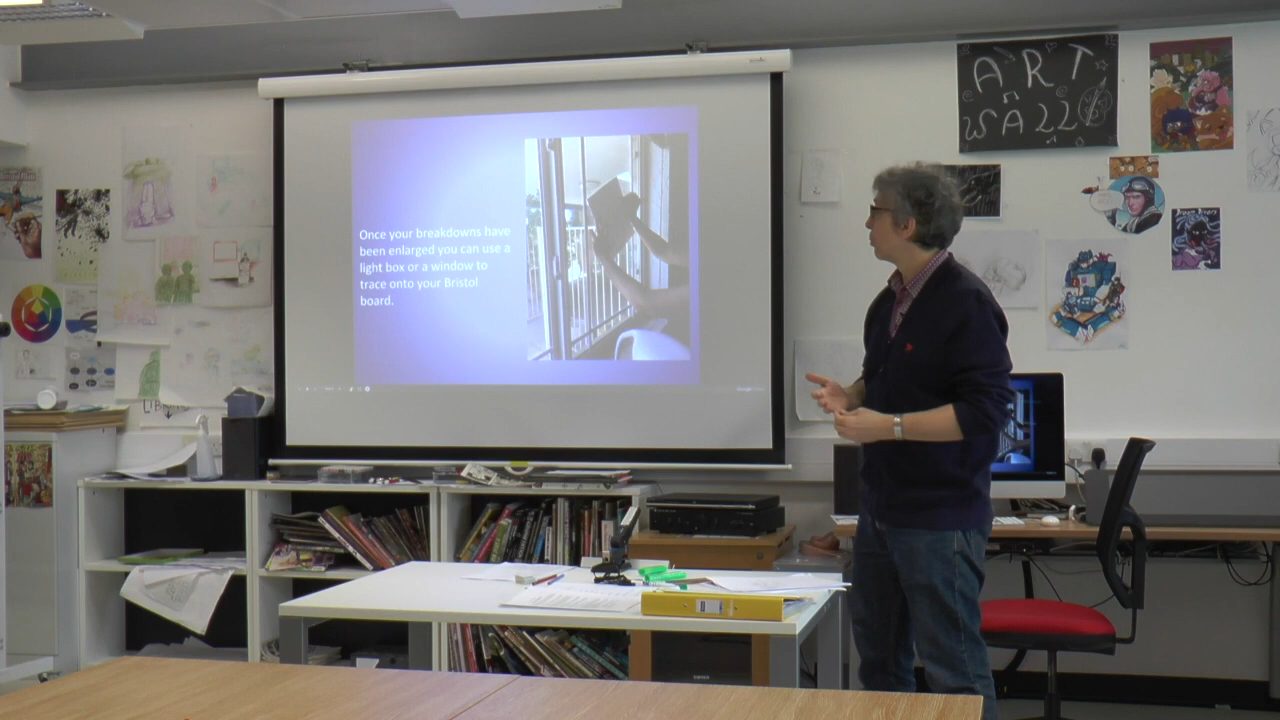 Once your breakdowns have
been enlarged you can use a
light box or a window to
trace onto your Bristol
board.
ART
WALL